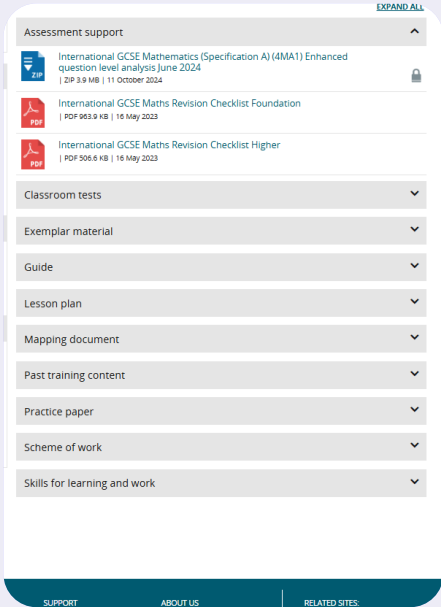 EXPAND ALL
Assessment support
International GCSE Mathematics (Specification A) (4MA1) Enhanced
question level analysis June 2024
| ZIP 3.9 MB | 11 October 2024
ZIP
International GCSE Maths Revision Checklist Foundation
| PDF 963.9 KB | 16 May 2023
PDF
International GCSE Maths Revision Checklist Higher
| PDF 506.6 KB | 16 May 2023
PDF
Classroom tests
Exemplar material
Guide
Lesson plan
Mapping document
Past training content
Practice paper
Scheme of work
Skills for learning and work
SUPPORT ABOUT US RELATED SITES: